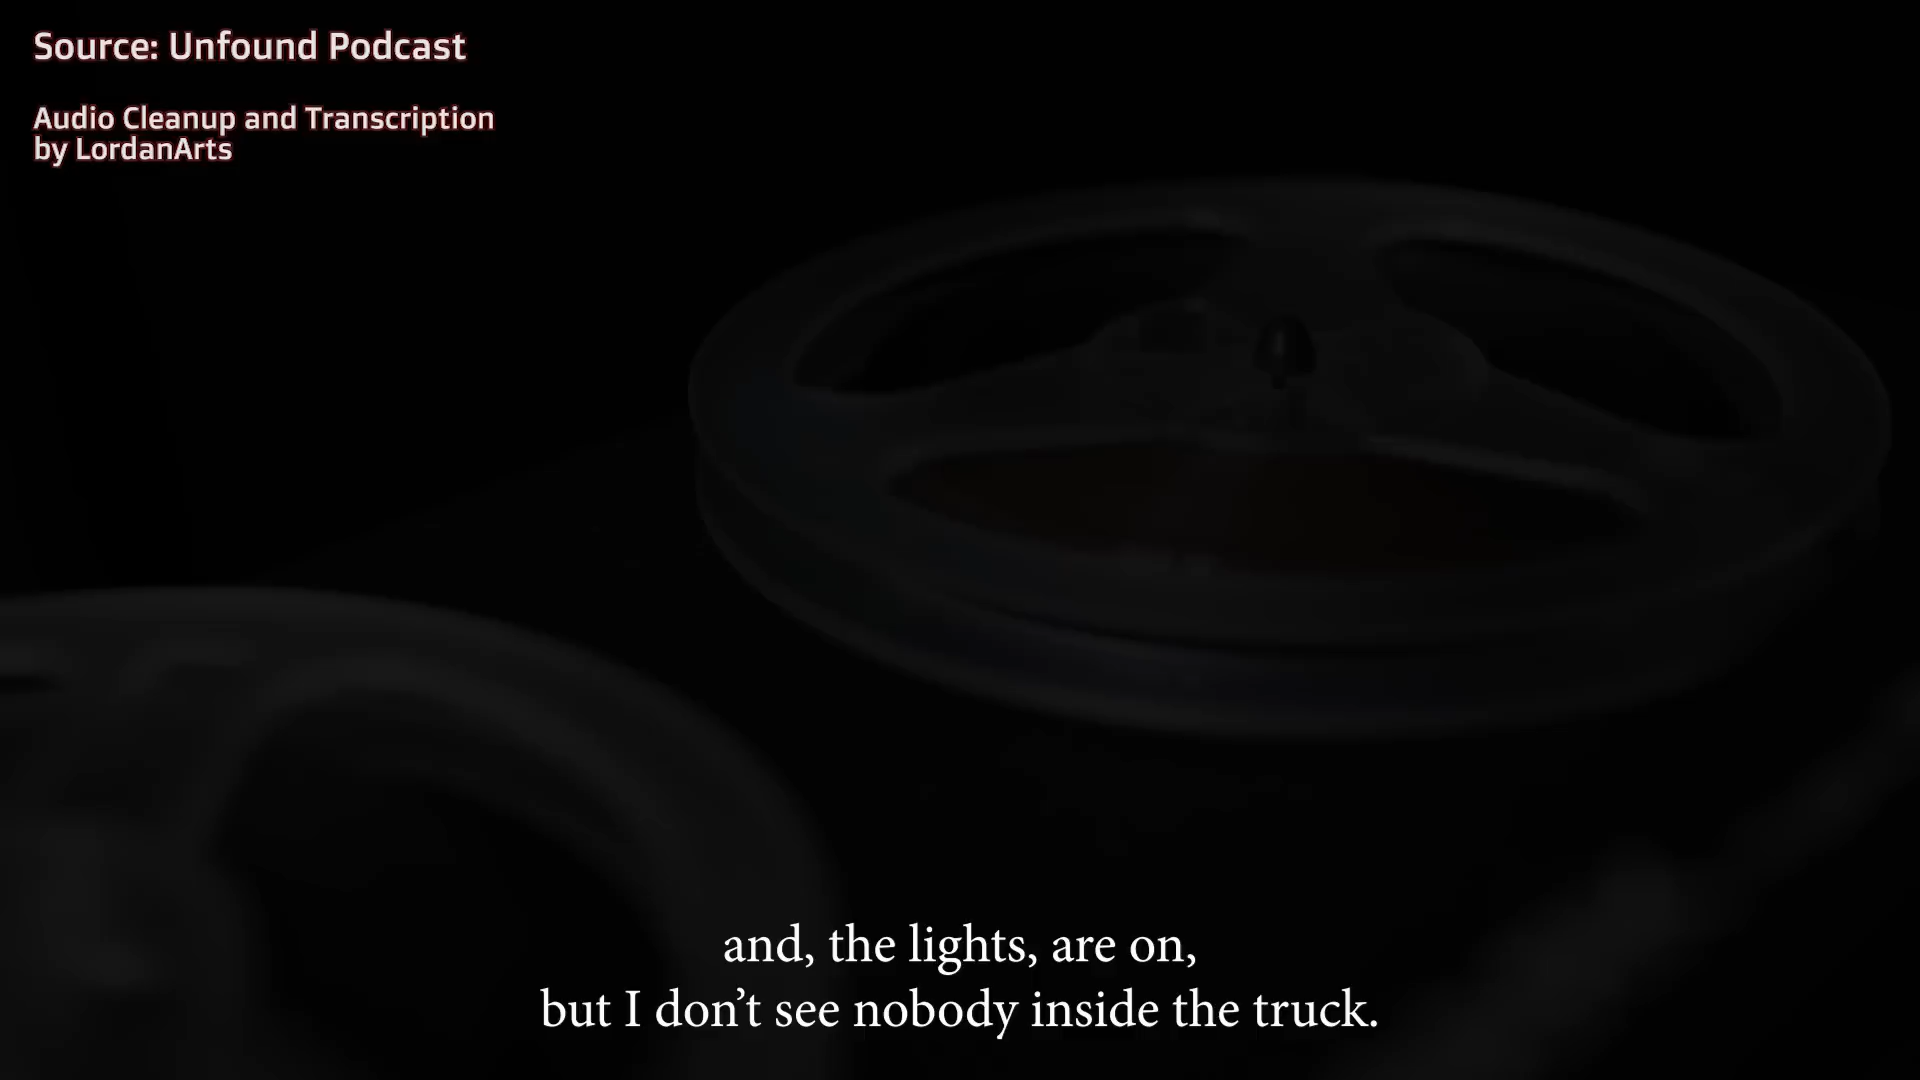 Source: Unfound Podcast
Audio Cleanup and Transcription
by LordanArts
and, the lights, are on,
but I don’t see nobody inside the truck.